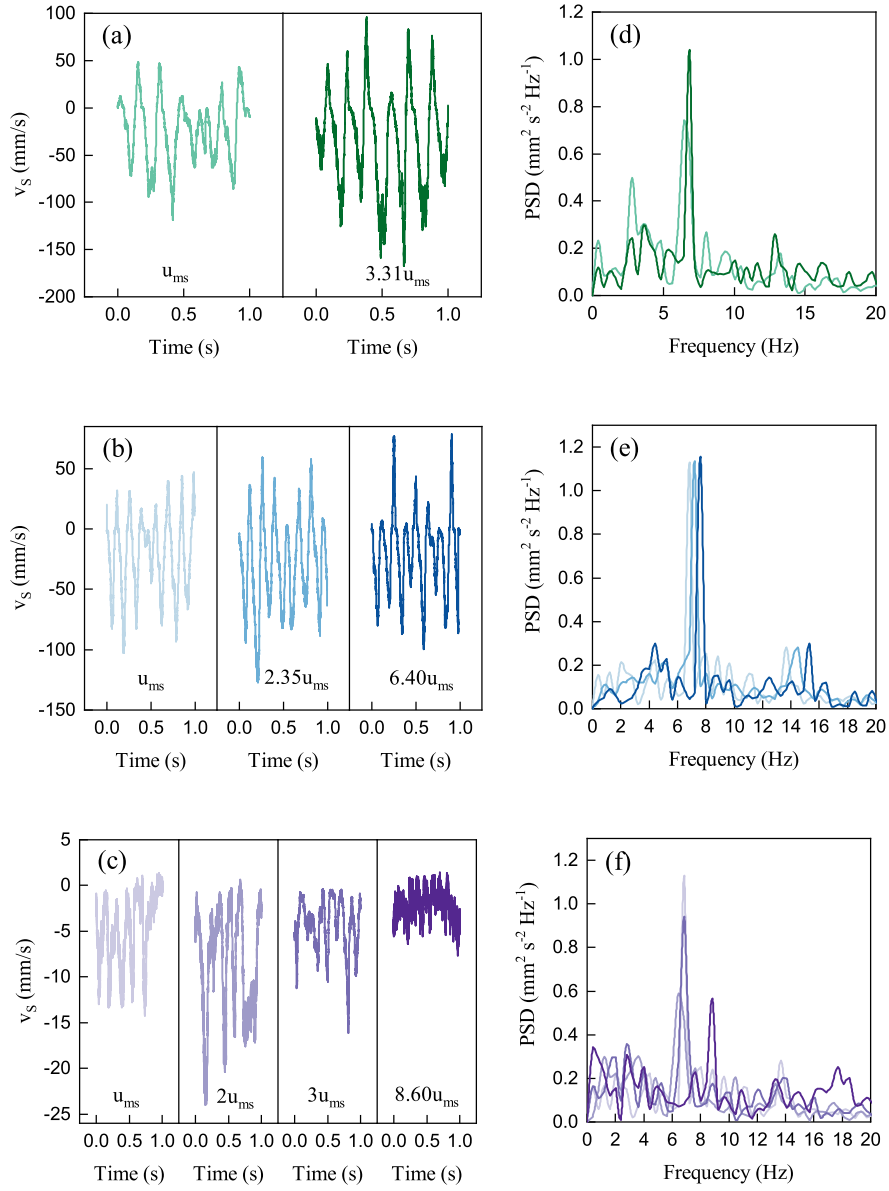 (a)
100
50
0
-50
-100
-150
-200
v_S (mm/s)
u_ms
3.31u_ms
0.0 0.5 1.0 0.0 0.5 1.0
Time (s) Time (s)
(d)
1.2
1.0
0.8
0.6
0.4
0.2
0.0
PSD (mm² s⁻² Hz⁻¹)
0 5 10 15 20
Frequency (Hz)
(b)
50
0
-50
-100
-150
v_S (mm/s)
u_ms
2.35u_ms
6.40u_ms
0.0 0.5 1.0 0.0 0.5 1.0 0.0 0.5 1.0
Time (s) Time (s) Time (s)
(e)
1.2
1.0
0.8
0.6
0.4
0.2
0.0
PSD (mm² s⁻² Hz⁻¹)
0 2 4 6 8 10 12 14 16 18 20
Frequency (Hz)
(c)
5
0
-5
-10
-15
-20
-25
v_S (mm/s)
u_ms
2u_ms
3u_ms
8.60u_ms
0.0 0.5 1.0 0.0 0.5 1.0 0.0 0.5 1.0 0.0 0.5 1.0
Time (s) Time (s) Time (s) Time (s)
(f)
1.2
1.0
0.8
0.6
0.4
0.2
0.0
PSD (mm² s⁻² Hz⁻¹)
0 2 4 6 8 10 12 14 16 18 20
Frequency (Hz)